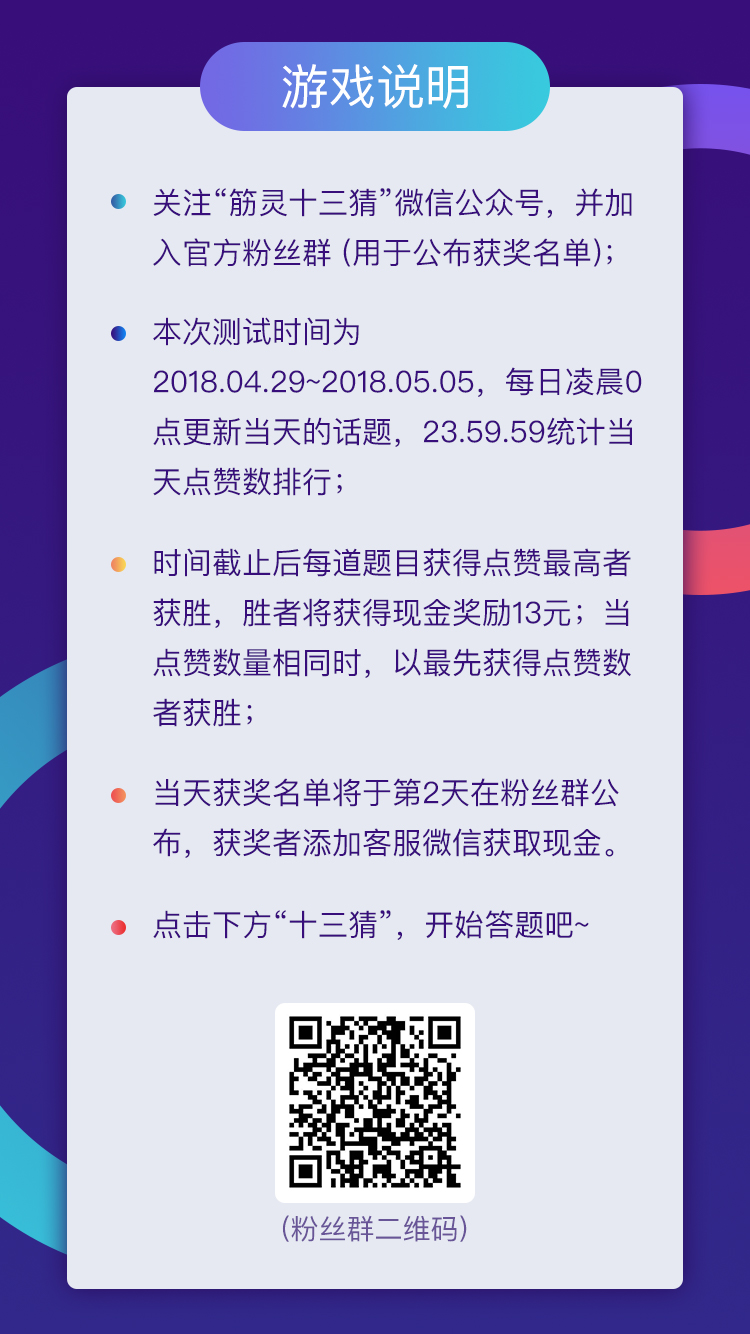 游戏说明
关注“筋灵十三猜”微信公众号，并加
入官方粉丝群 (用于公布获奖名单)；
本次测试时间为
2018.04.29~2018.05.05，每日凌晨0
点更新当天的话题，23.59.59统计当
天点赞数排行；
时间截止后每道题目获得点赞最高者
获胜，胜者将获得现金奖励13元；当
点赞数量相同时，以最先获得点赞数
者获胜；
当天获奖名单将于第2天在粉丝群公
布，获奖者添加客服微信获取现金。
点击下方“十三猜”，开始答题吧~
(粉丝群二维码)